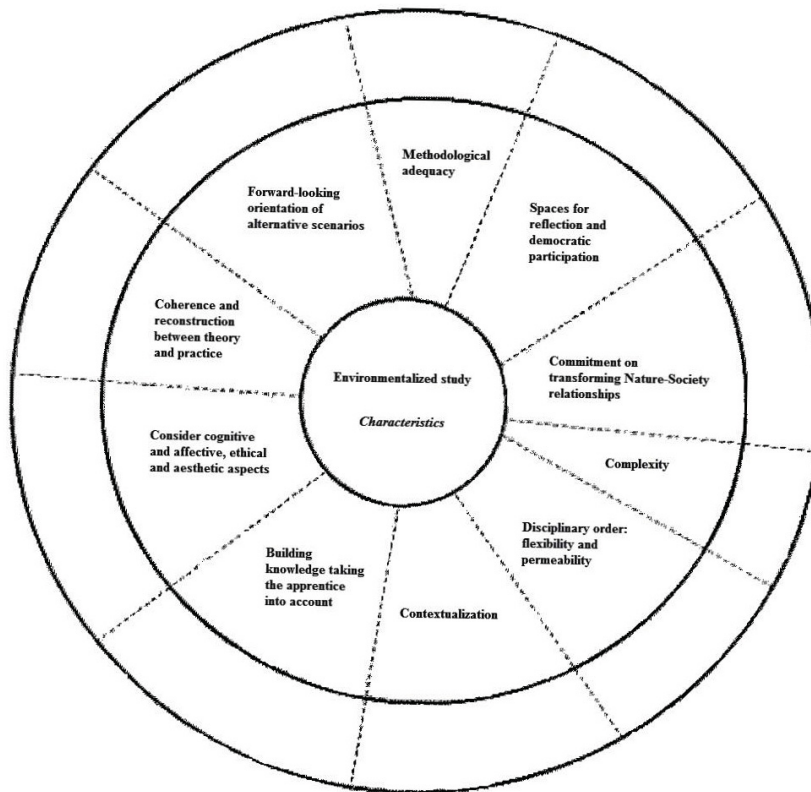 Methodological
adequacy
Forward-looking
orientation of
alternative scenarios
Spaces for
reflection and
democratic
participation
Coherence and
reconstruction
between theory
and practice
Environmentalized study
Characteristics
Commitment on
transforming Nature-Society
relationships
Consider cognitive
and affective, ethical
and aesthetic aspects
Complexity
Disciplinary order:
flexibility and
permeability
Building
knowledge taking
the apprentice
into account
Contextualization